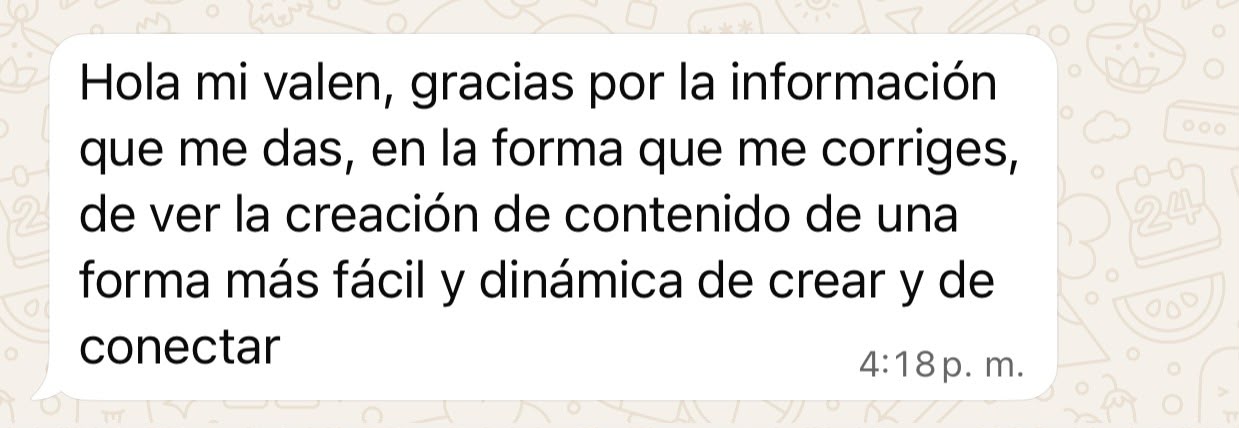 Hola mi valen, gracias por la información
que me das, en la forma que me corriges,
de ver la creación de contenido de una
forma más fácil y dinámica de crear y de
conectar
4:18 p. m.